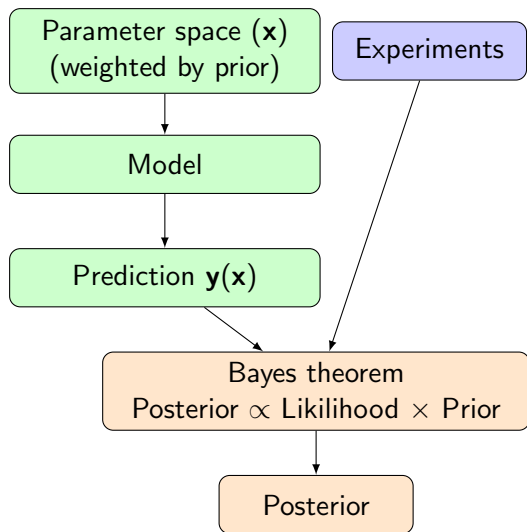 Parameter space (x)
(weighted by prior)
Experiments
Model
Prediction y(x)
Bayes theorem
Posterior ∝ Likilihood × Prior
Posterior